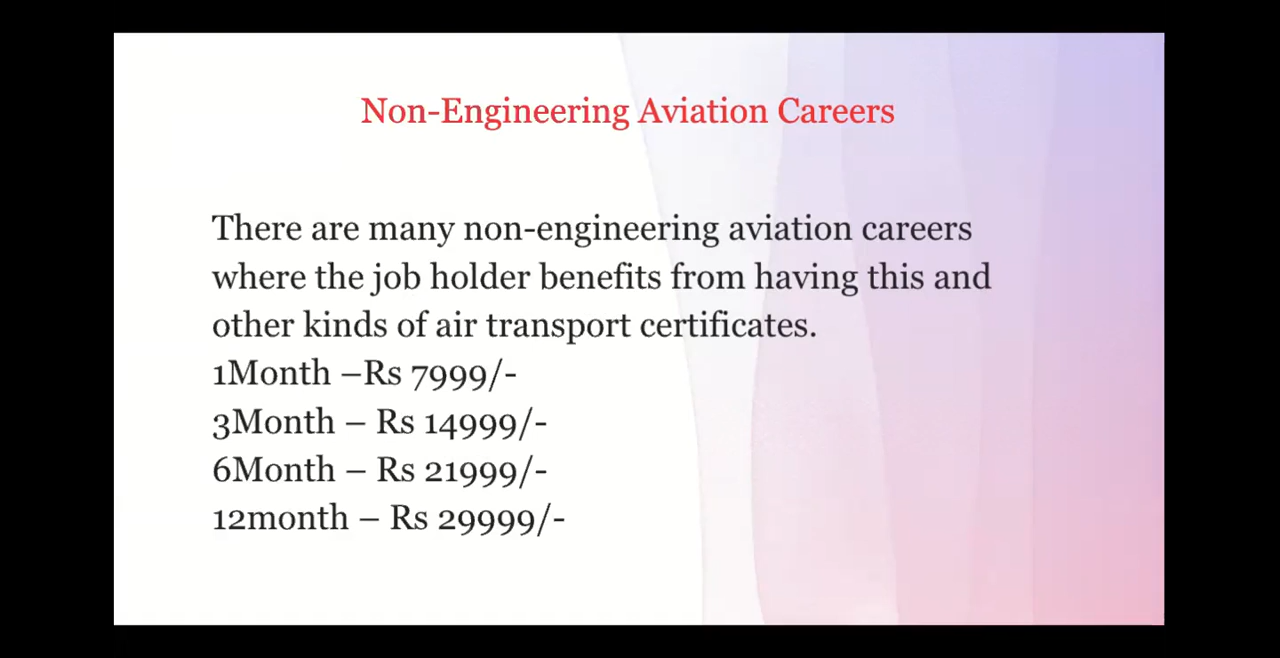 Non-Engineering Aviation Careers
There are many non-engineering aviation careers
where the job holder benefits from having this and
other kinds of air transport certificates.
1Month –Rs 7999/-
3Month – Rs 14999/-
6Month – Rs 21999/-
12month – Rs 29999/-